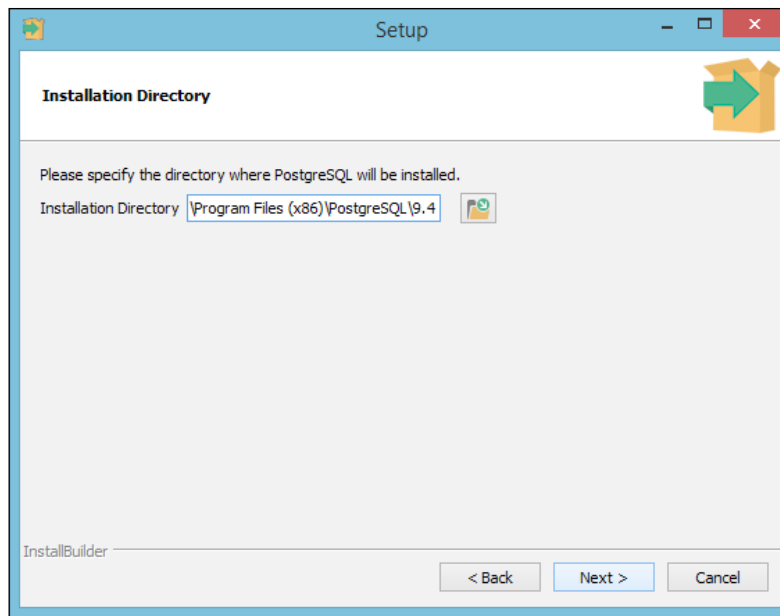 Setup
Installation Directory
Please specify the directory where PostgreSQL will be installed.
Installation Directory \Program Files (x86)\PostgreSQL\9.4
InstallBuilder
< Back Next > Cancel